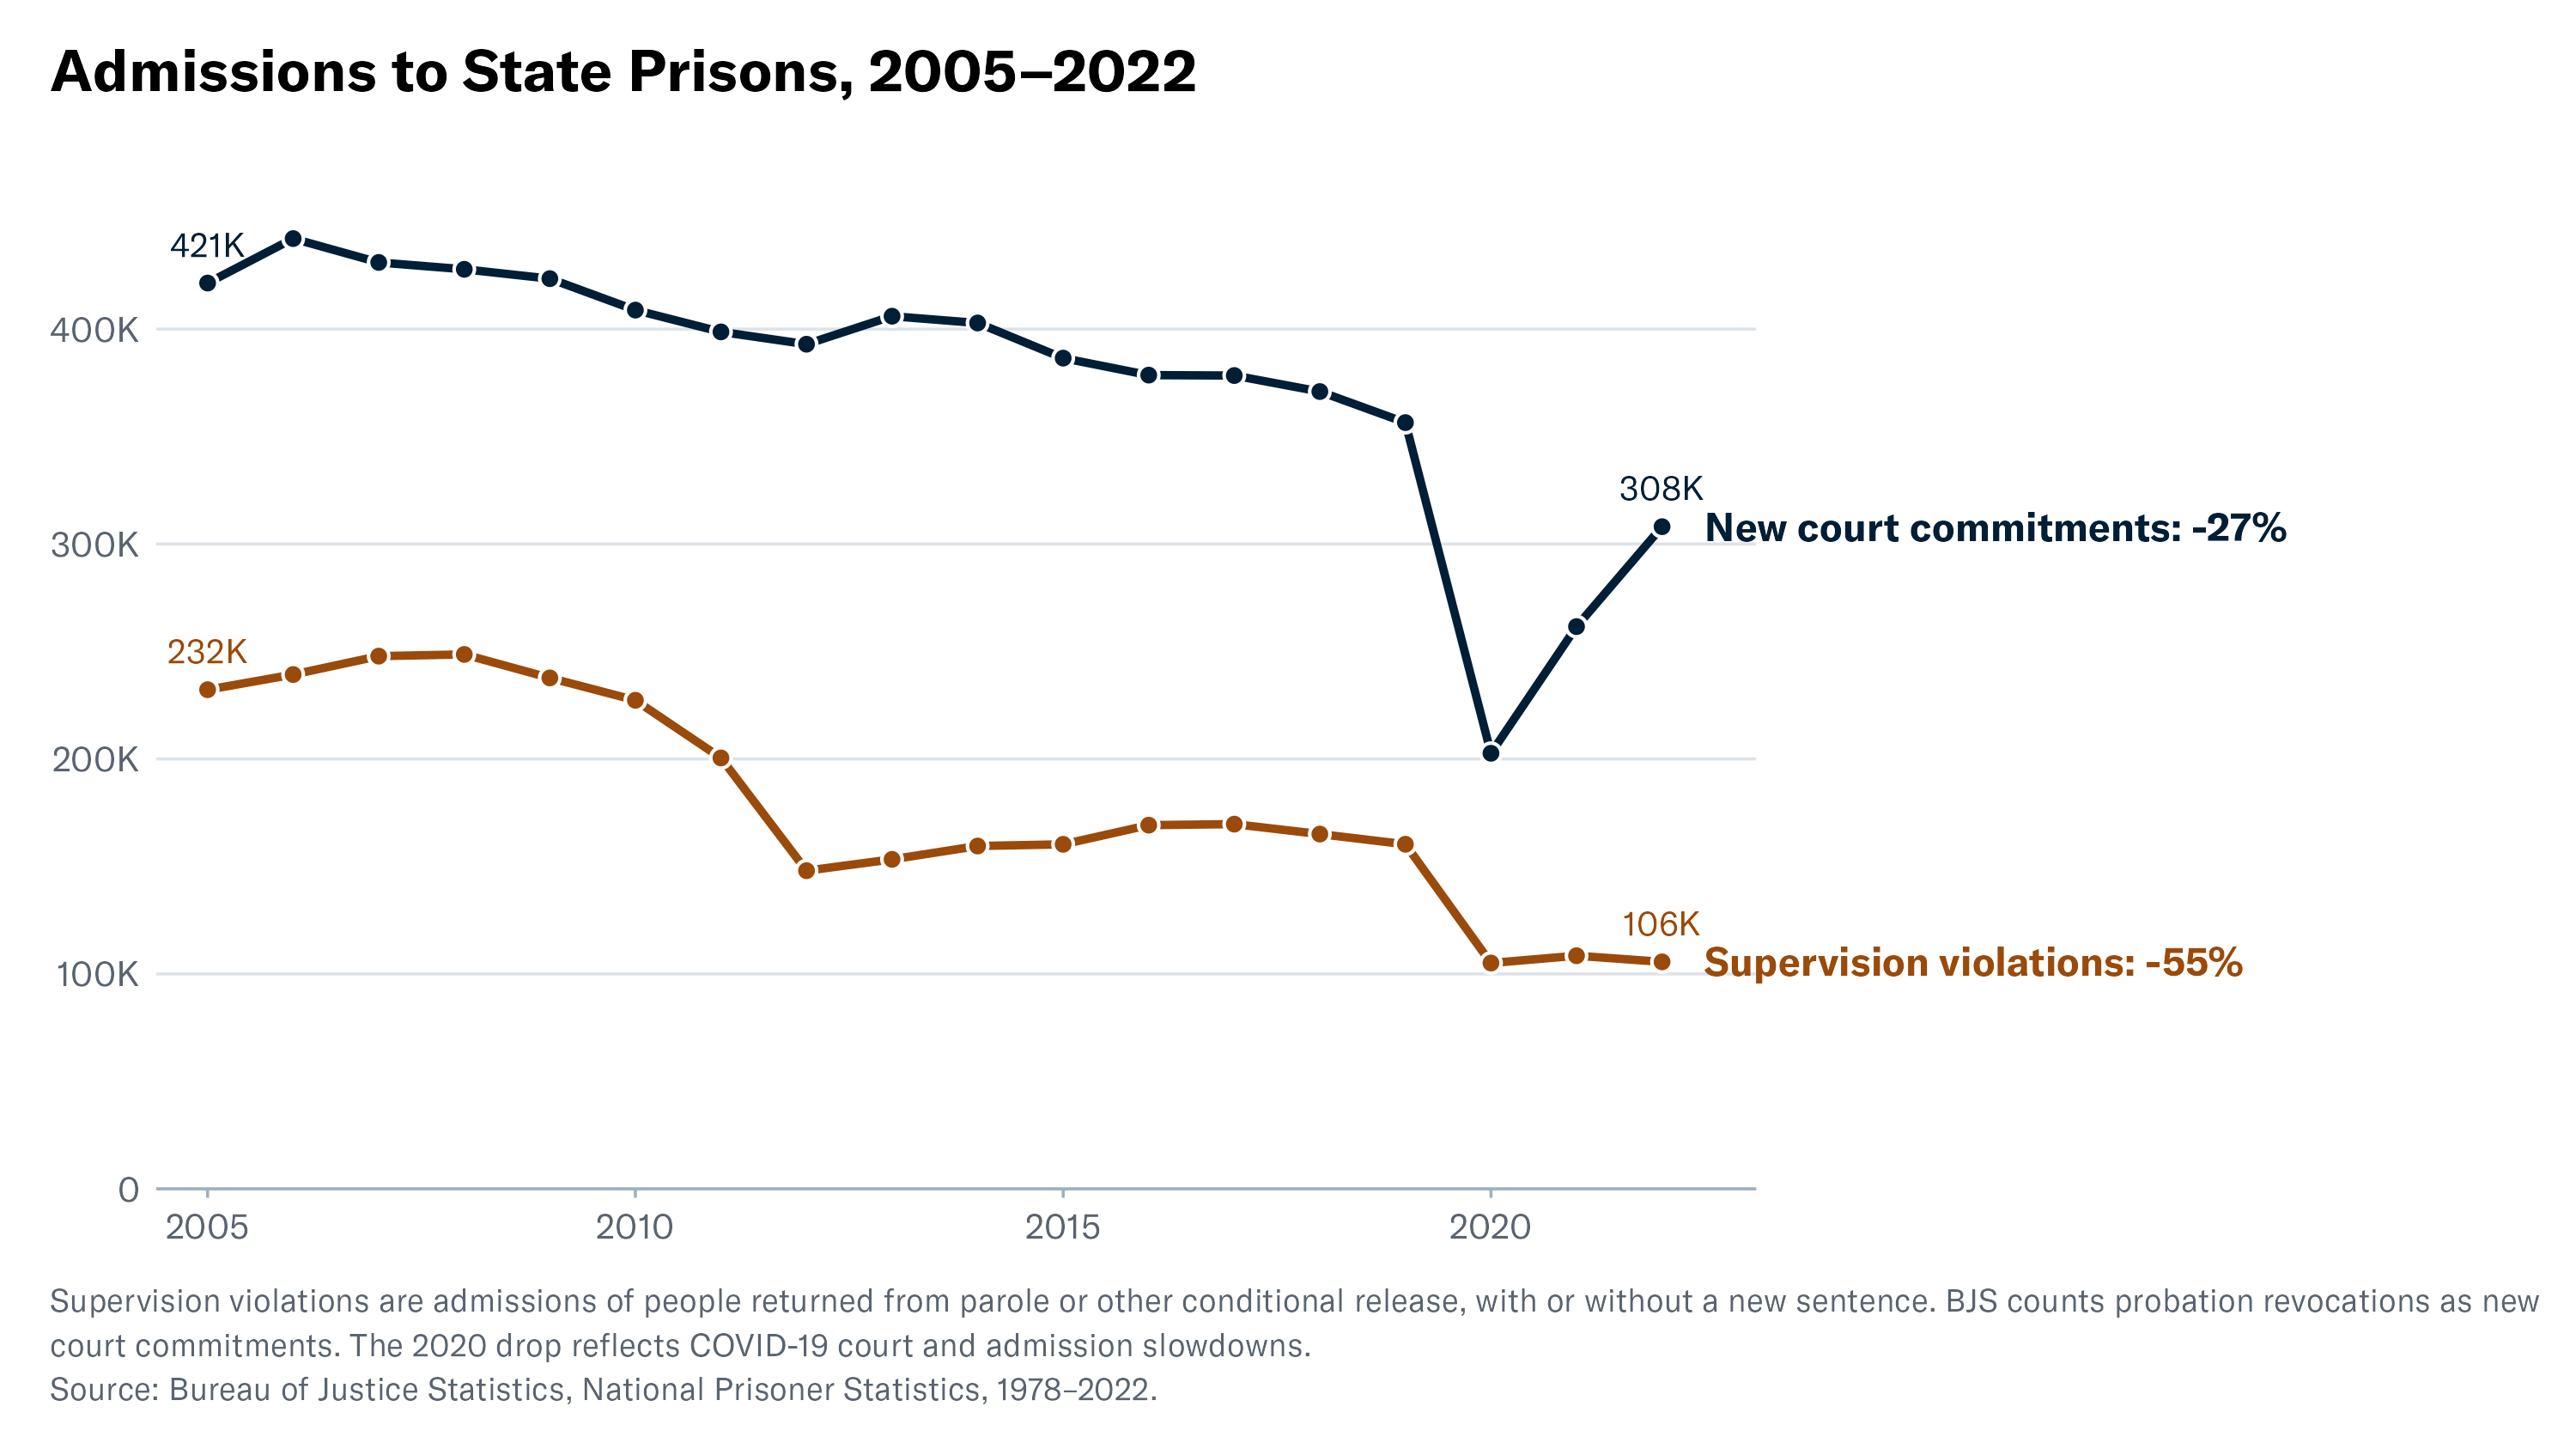 Admissions to State Prisons, 2005–2022
421K
400K
308K
New court commitments: -27%
300K
232K
200K
106K
Supervision violations: -55%
100K
0
2005 2010 2015 2020
Supervision violations are admissions of people returned from parole or other conditional release, with or without a new sentence. BJS counts probation revocations as new
court commitments. The 2020 drop reflects COVID-19 court and admission slowdowns.
Source: Bureau of Justice Statistics, National Prisoner Statistics, 1978–2022.